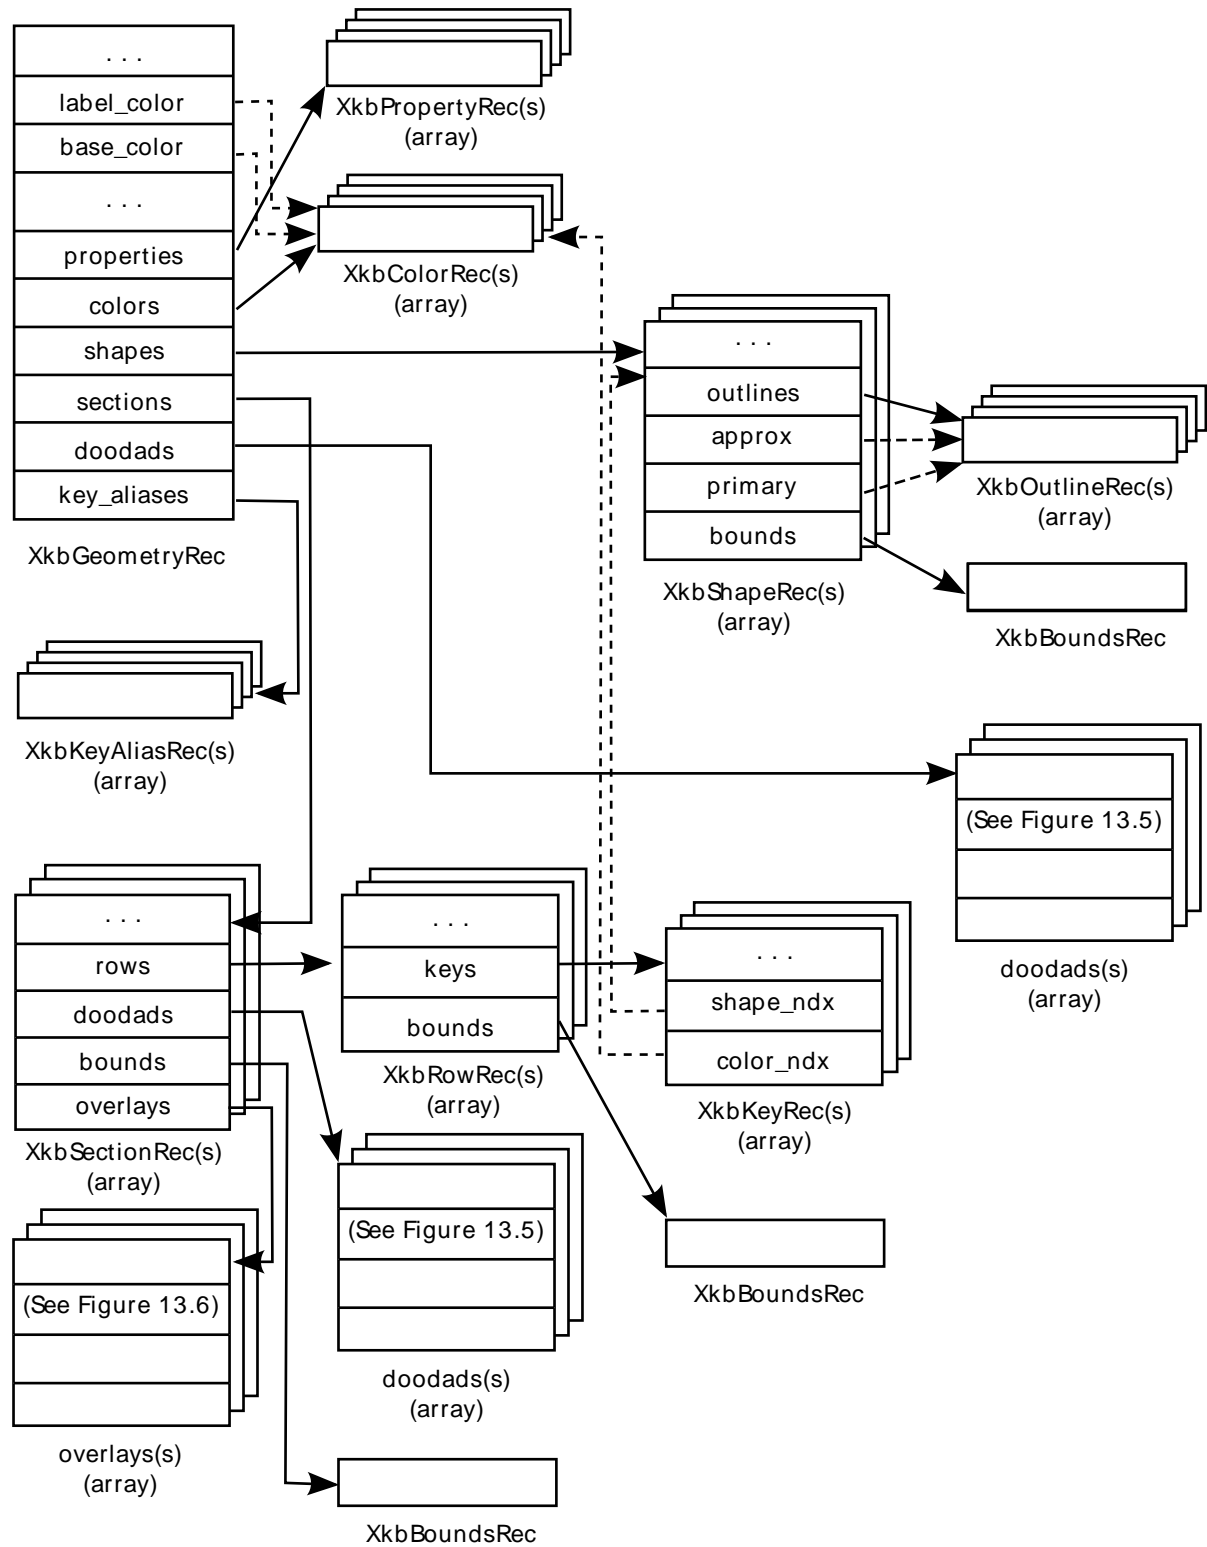 . . .
label_color
base_color
. . .
properties
colors
shapes
sections
doodads
key_aliases
XkbGeometryRec
XkbPropertyRec(s)
(array)
XkbColorRec(s)
(array)
. . .
outlines
approx
primary
bounds
XkbShapeRec(s)
(array)
XkbOutlineRec(s)
(array)
XkbBoundsRec
XkbKeyAliasRec(s)
(array)
(See Figure 13.5)
doodads(s)
(array)
. . .
rows
doodads
bounds
overlays
XkbSectionRec(s)
(array)
. . .
keys
bounds
XkbRowRec(s)
(array)
. . .
shape_ndx
color_ndx
XkbKeyRec(s)
(array)
(See Figure 13.6)
overlays(s)
(array)
(See Figure 13.5)
doodads(s)
(array)
XkbBoundsRec
XkbBoundsRec